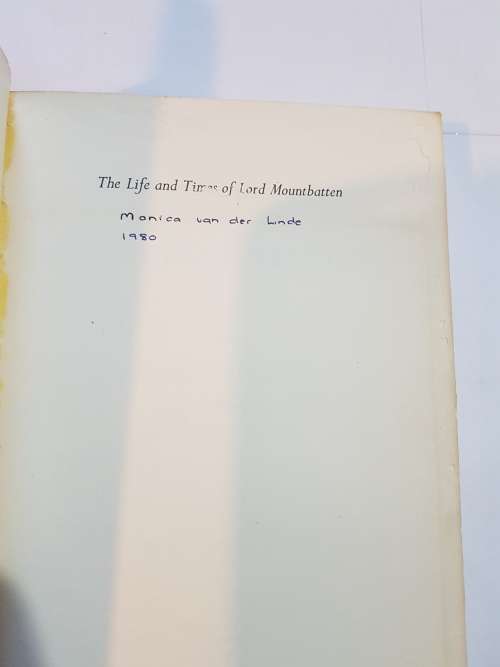 The Life and Times of Lord Mountbatten
Monica van der Linde
1980